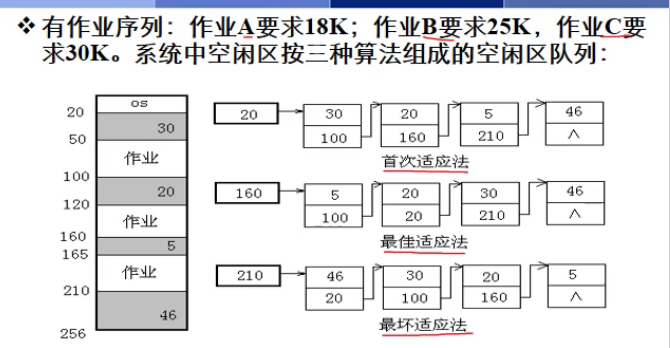 ❖ 有作业序列：作业A要求18K；作业B要求25K，作业C要
求30K。系统中空闲区按三种算法组成的空闲区队列：
os
20
30
50
作业
100
20
120
作业
160
5
165
作业
210
46
256
20 30 20 5 46
100 160 210 ∧
首次适应法
160 5 20 30 46
100 20 210 ∧
最佳适应法
210 46 30 20 5
20 100 160 ∧
最坏适应法